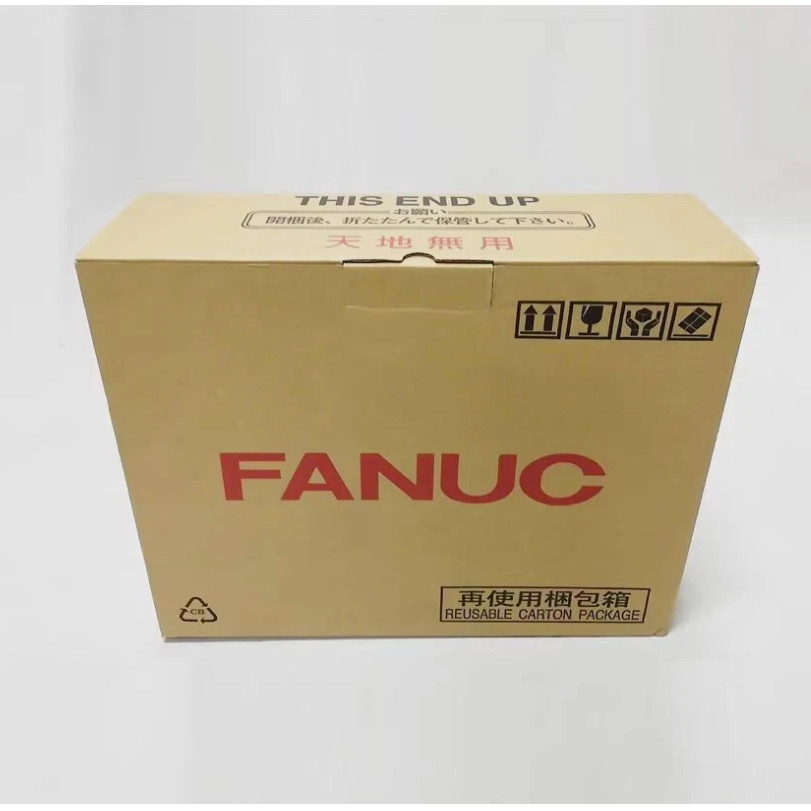 THIS END UP
お願い
開梱後、折たたんで保管して下さい。
天地無用
FANUC
CB
再使用梱包箱
REUSABLE CARTON PACKAGE